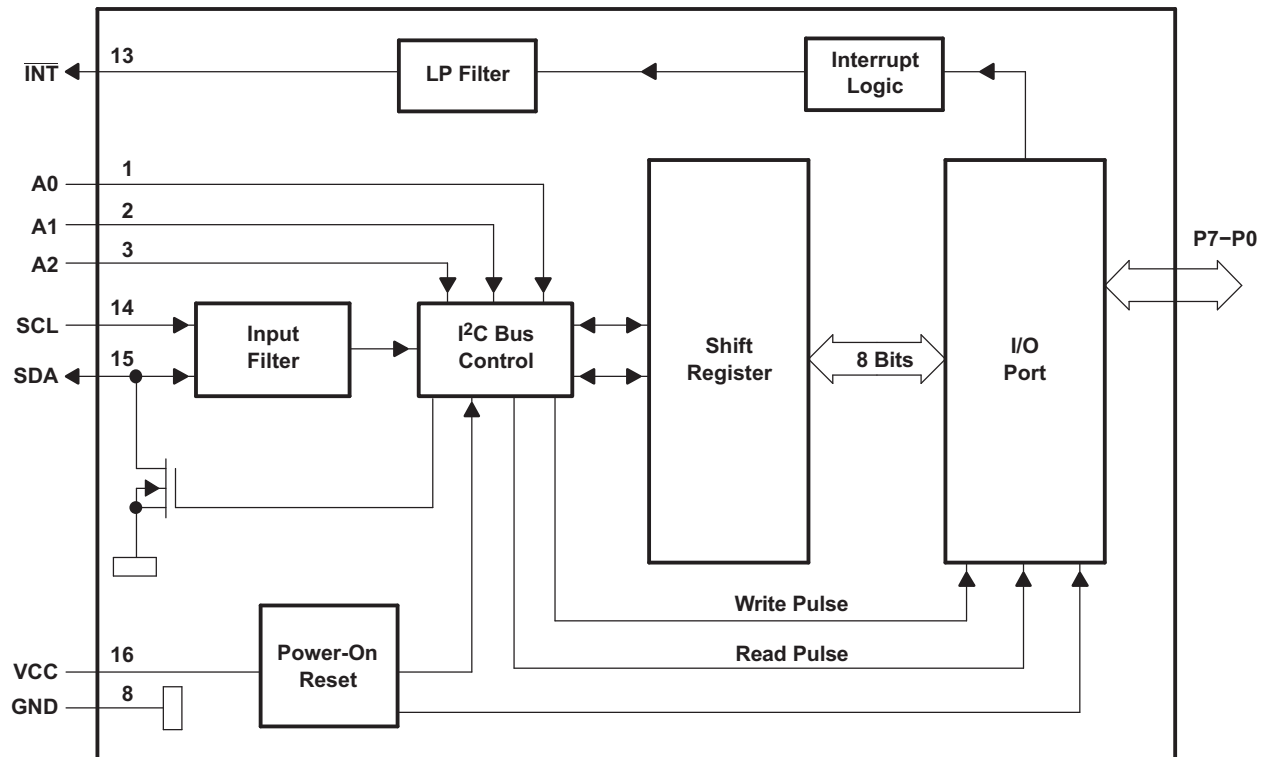 INT
13
LP Filter
Interrupt
Logic
A0
1
A1
2
A2
3
P7–P0
SCL
14
SDA
15
Input
Filter
I2C Bus
Control
Shift
Register
8 Bits
I/O
Port
Write Pulse
Read Pulse
VCC
16
GND
8
Power-On
Reset